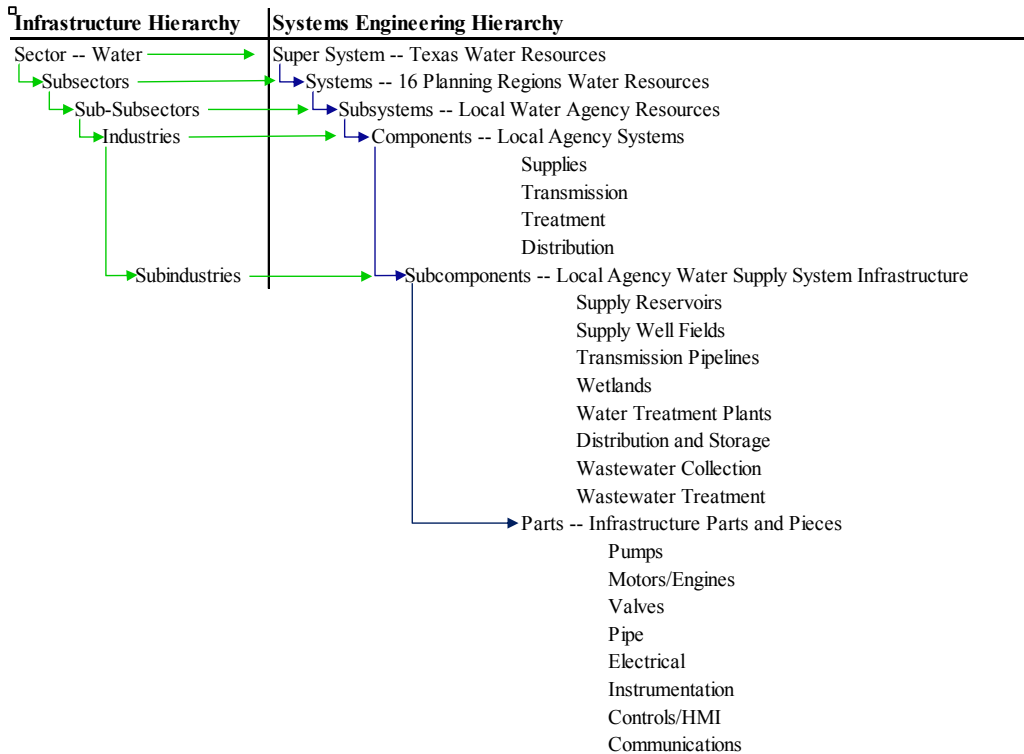 Infrastructure Hierarchy Systems Engineering Hierarchy
Sector -- Water Super System -- Texas Water Resources
Subsectors Systems -- 16 Planning Regions Water Resources
Sub-Subsectors Subsystems -- Local Water Agency Resources
Industries Components -- Local Agency Systems
Supplies
Transmission
Treatment
Distribution
Subindustries Subcomponents -- Local Agency Water Supply System Infrastructure
Supply Reservoirs
Supply Well Fields
Transmission Pipelines
Wetlands
Water Treatment Plants
Distribution and Storage
Wastewater Collection
Wastewater Treatment
Parts -- Infrastructure Parts and Pieces
Pumps
Motors/Engines
Valves
Pipe
Electrical
Instrumentation
Controls/HMI
Communications